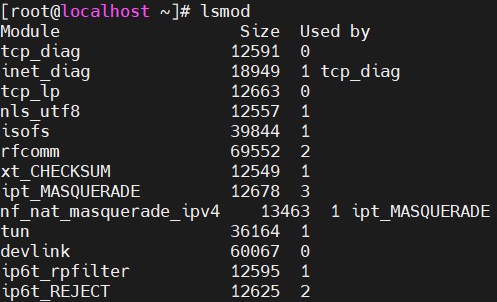 [root@localhost ~]# lsmod
Module                  Size  Used by
tcp_diag               12591  0
inet_diag              18949  1 tcp_diag
tcp_lp                 12663  0
nls_utf8               12557  1
isofs                  39844  1
rfcomm                 69552  2
xt_CHECKSUM            12549  1
ipt_MASQUERADE         12678  3
nf_nat_masquerade_ipv4    13463  1 ipt_MASQUERADE
tun                    36164  1
devlink                60067  0
ip6t_rpfilter          12595  1
ip6t_REJECT            12625  2